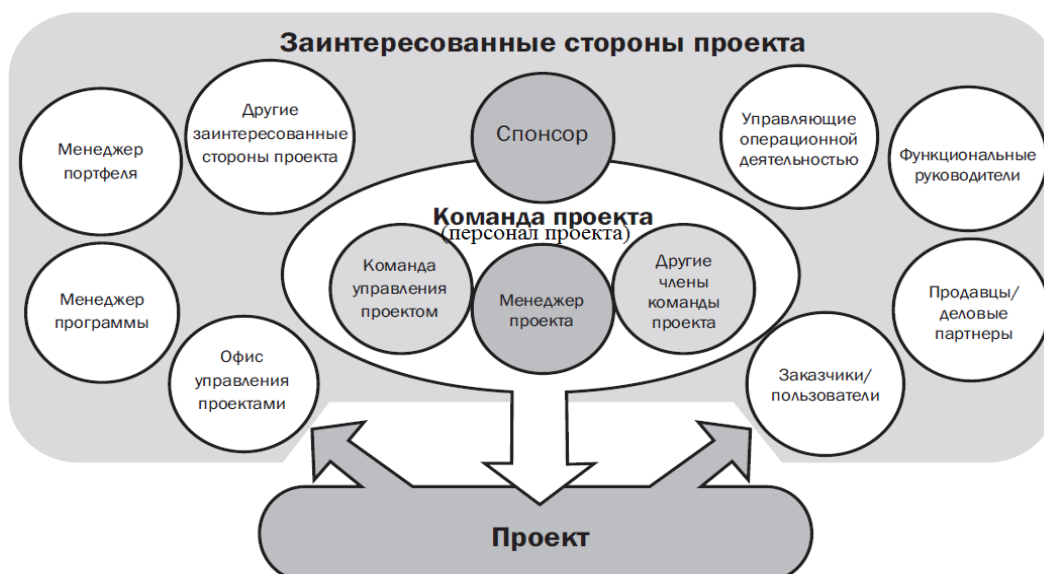 Заинтересованные стороны проекта
Менеджер
портфеля
Другие
заинтересованные
стороны проекта
Спонсор
Управляющие
операционной
деятельностью
Функциональные
руководители
Команда проекта
(персонал проекта)
Команда
управления
проектом
Менеджер
проекта
Другие
члены
команды
проекта
Менеджер
программы
Продавцы/
деловые
партнеры
Офис
управления
проектами
Заказчики/
пользователи
Проект